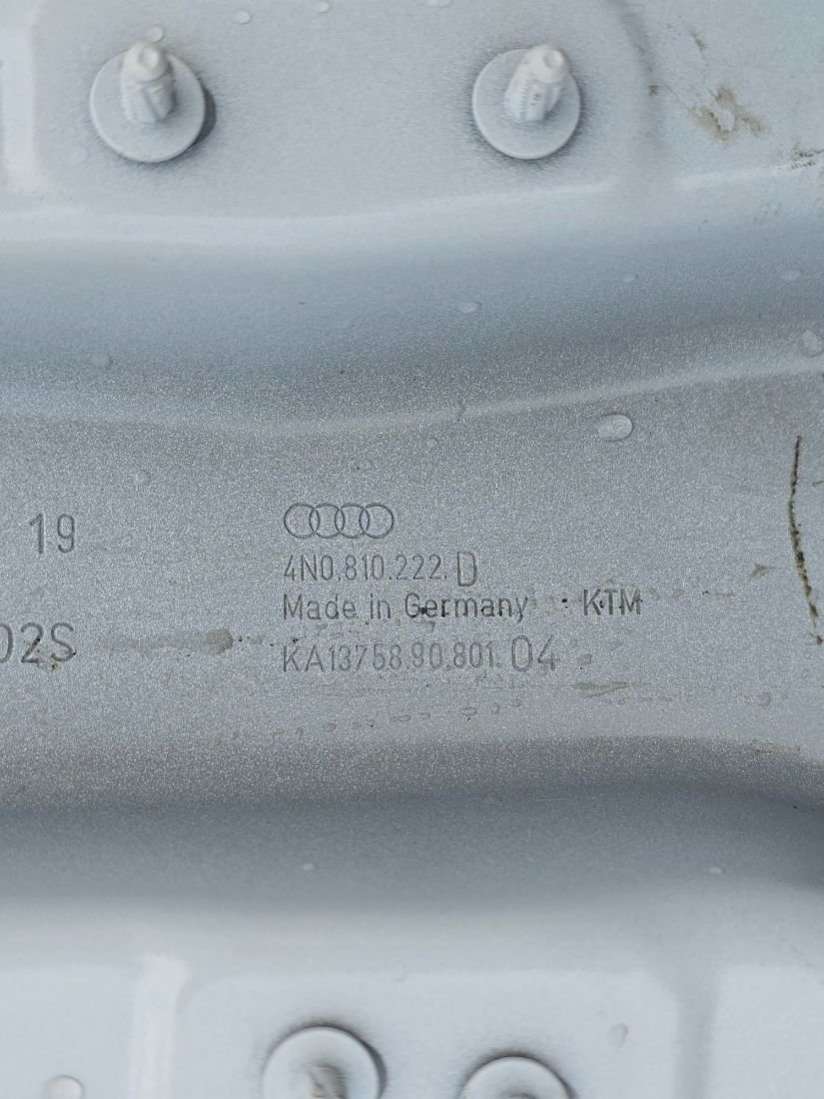 19
4N0.810.222. D
Made in Germany KTM
02S
KA13758.90.801. 04